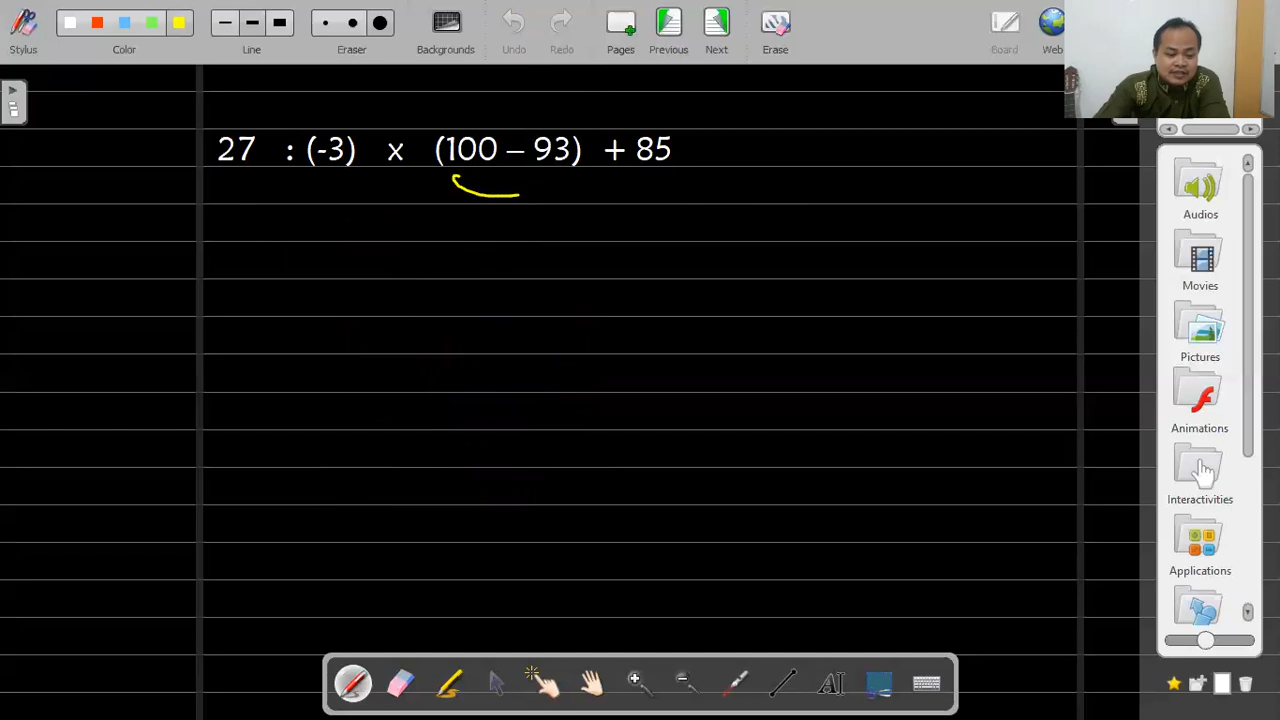 Stylus
Color
Line
Eraser
Backgrounds
Undo
Redo
Pages
Previous
Next
Erase
Board
Web
27 : (-3) x (100 – 93) + 85
Audios
Movies
Pictures
Animations
Interactivities
Applications
AI